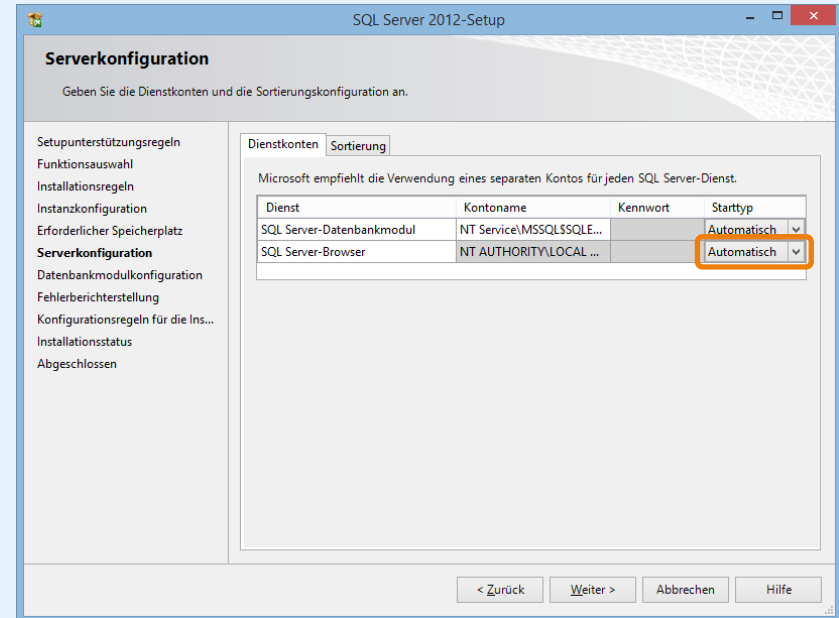 SQL Server 2012-Setup
Serverkonfiguration
Geben Sie die Dienstkonten und die Sortierungskonfiguration an.
Setupunterstützungsregeln
Funktionsauswahl
Installationsregeln
Instanzkonfiguration
Erforderlicher Speicherplatz
Serverkonfiguration
Datenbankmodulkonfiguration
Fehlerberichterstellung
Konfigurationsregeln für die Ins...
Installationsstatus
Abgeschlossen
Dienstkonten Sortierung
Microsoft empfiehlt die Verwendung eines separaten Kontos für jeden SQL Server-Dienst.
Dienst Kontoname Kennwort Starttyp
SQL Server-Datenbankmodul NT Service\MSSQL$SQLE... Automatisch
SQL Server-Browser NT AUTHORITY\LOCAL ... Automatisch
< Zurück Weiter > Abbrechen Hilfe